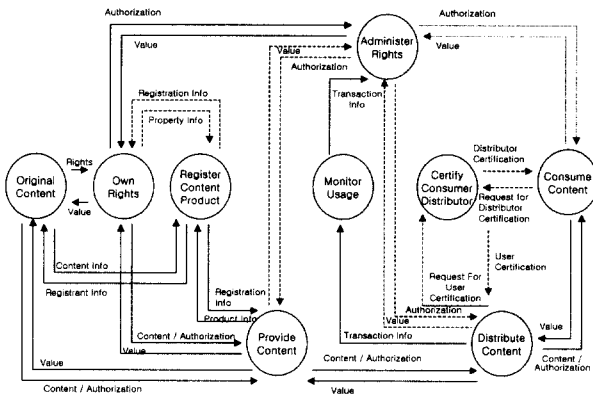 Authorization
Value
Administer
Rights
Authorization
Value
Value
Authorization
Transaction
Info
Registration Info
Property Info
Original
Content
Rights
Value
Own
Rights
Register
Content
Product
Monitor
Usage
Certify
Consumer
Distributor
Distributor
Certification
Request for
Distributor
Certification
Consume
Content
Content Info
Registrant Info
Registration
Info
Product Info
Request For
User
Certification
User
Certification
Authorization
Value
Content / Authorization
Value
Provide
Content
Transaction Info
Distribute
Content
Value
Content /
Authorization
Value
Content / Authorization
Content / Authorization
Value